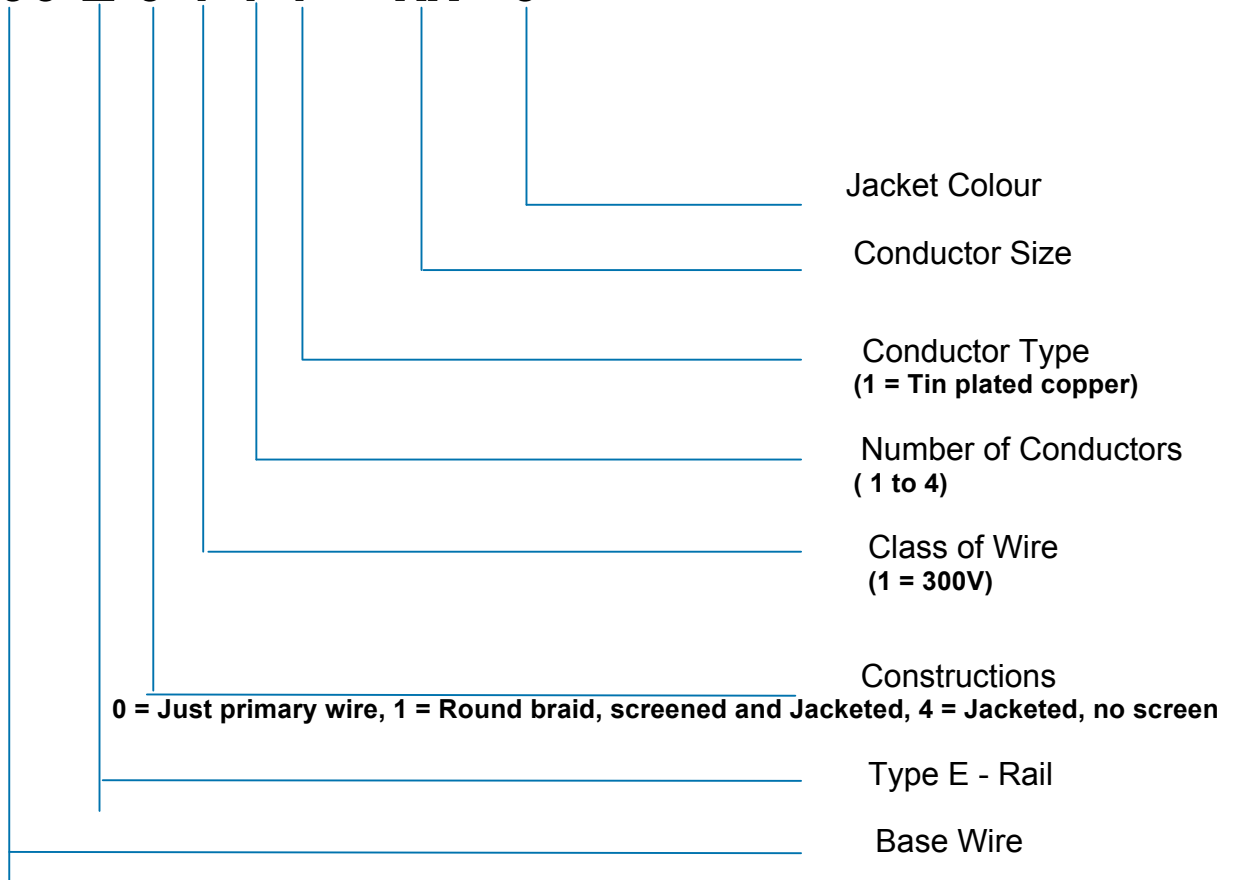 Jacket Colour
Conductor Size
Conductor Type
(1 = Tin plated copper)
Number of Conductors
( 1 to 4)
Class of Wire
(1 = 300V)
Constructions
0 = Just primary wire, 1 = Round braid, screened and Jacketed, 4 = Jacketed, no screen
Type E - Rail
Base Wire